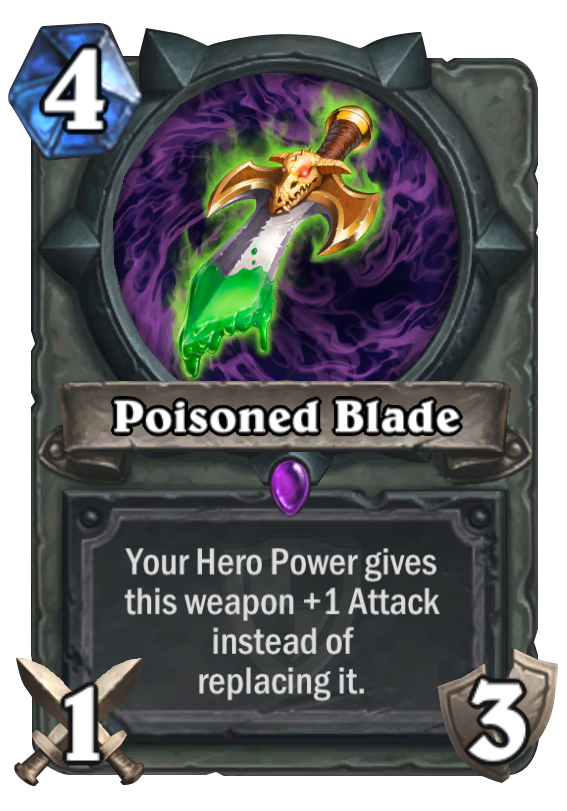 4
Poisoned Blade
Your Hero Power gives
this weapon +1 Attack
instead of
replacing it.
1
3